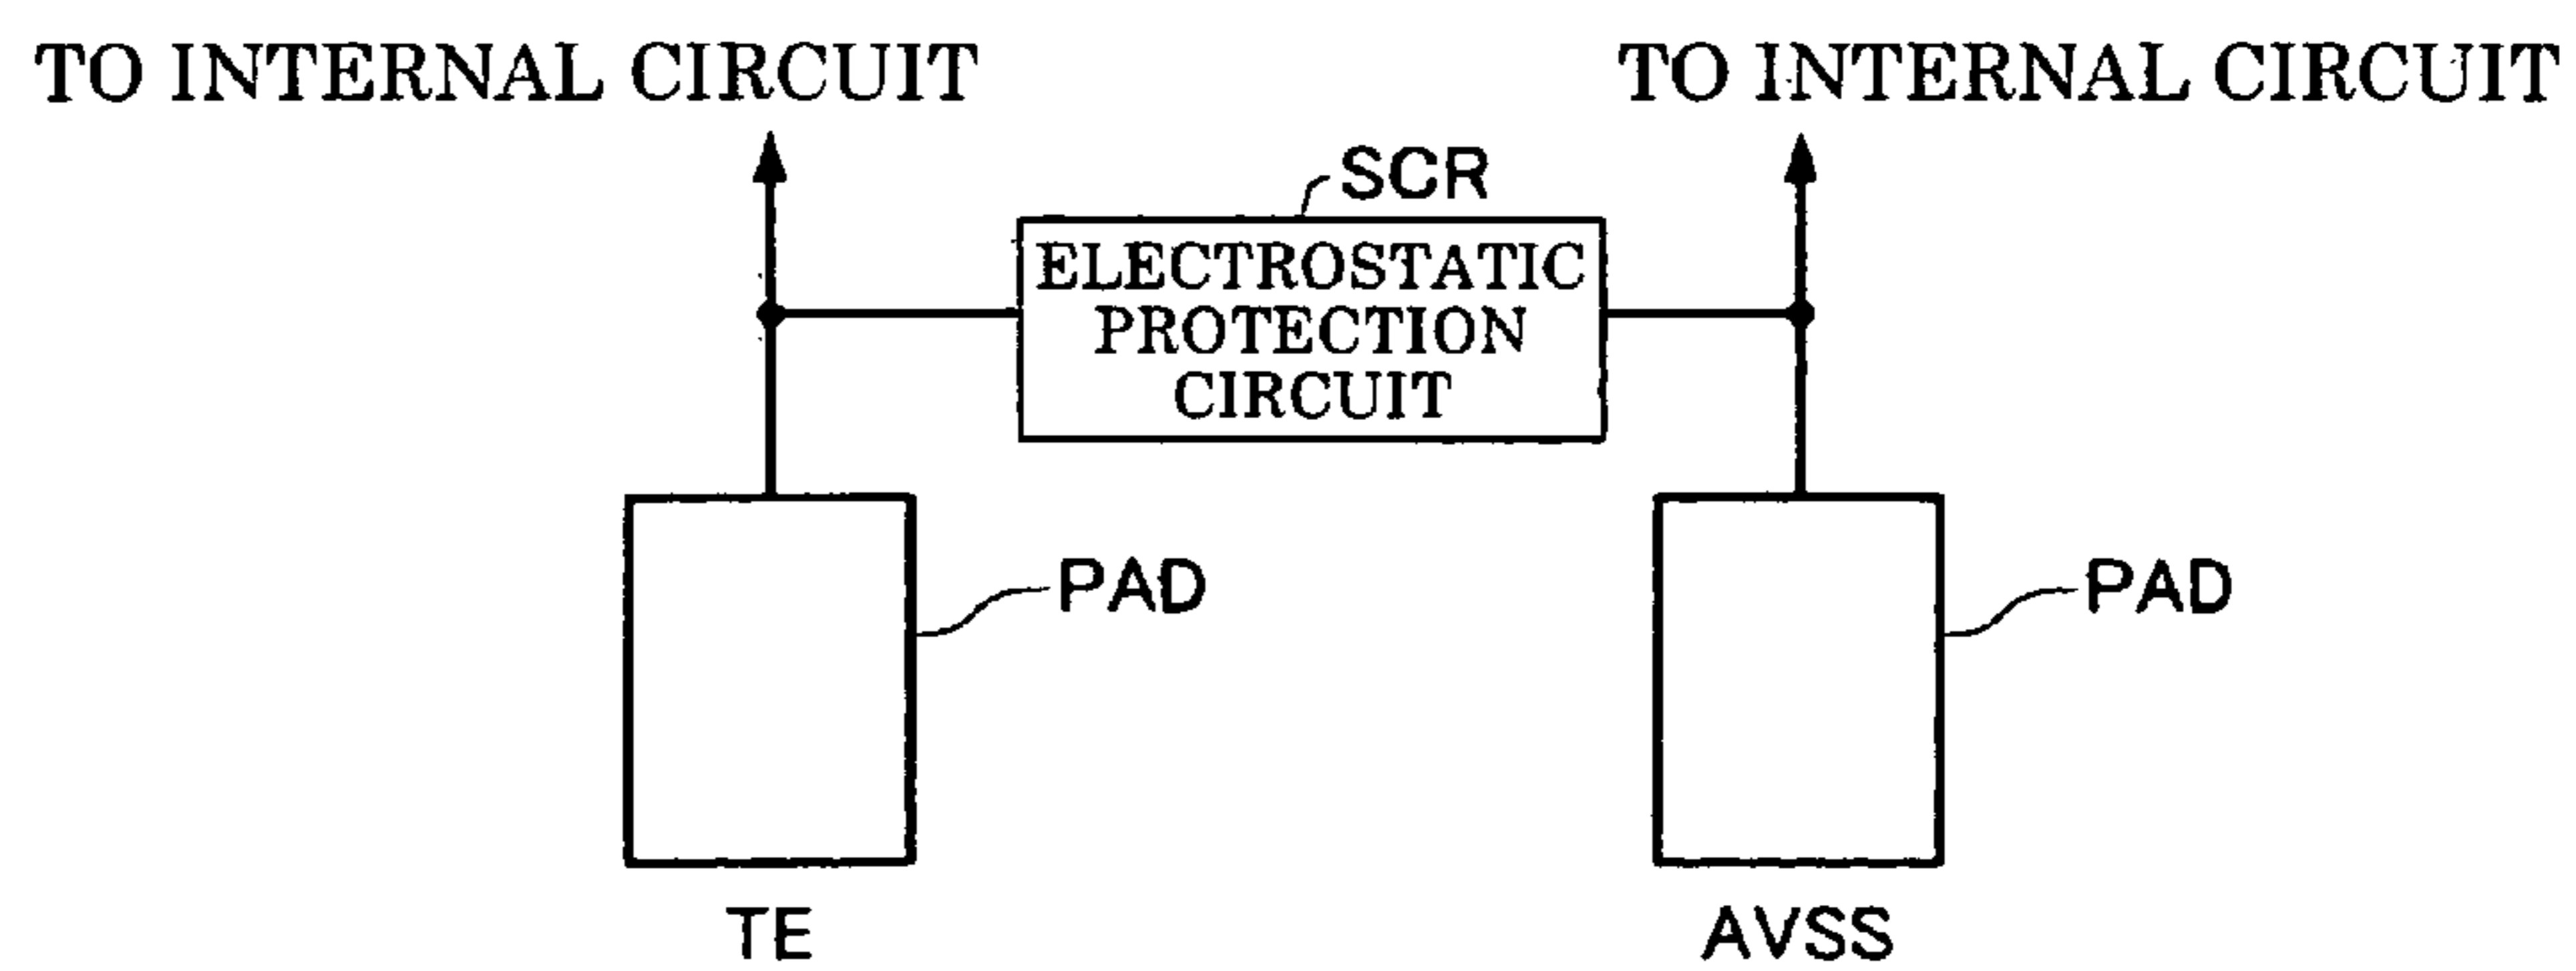 TO INTERNAL CIRCUIT
TO INTERNAL CIRCUIT
SCR
ELECTROSTATIC
PROTECTION
CIRCUIT
PAD
PAD
TE
AVSS